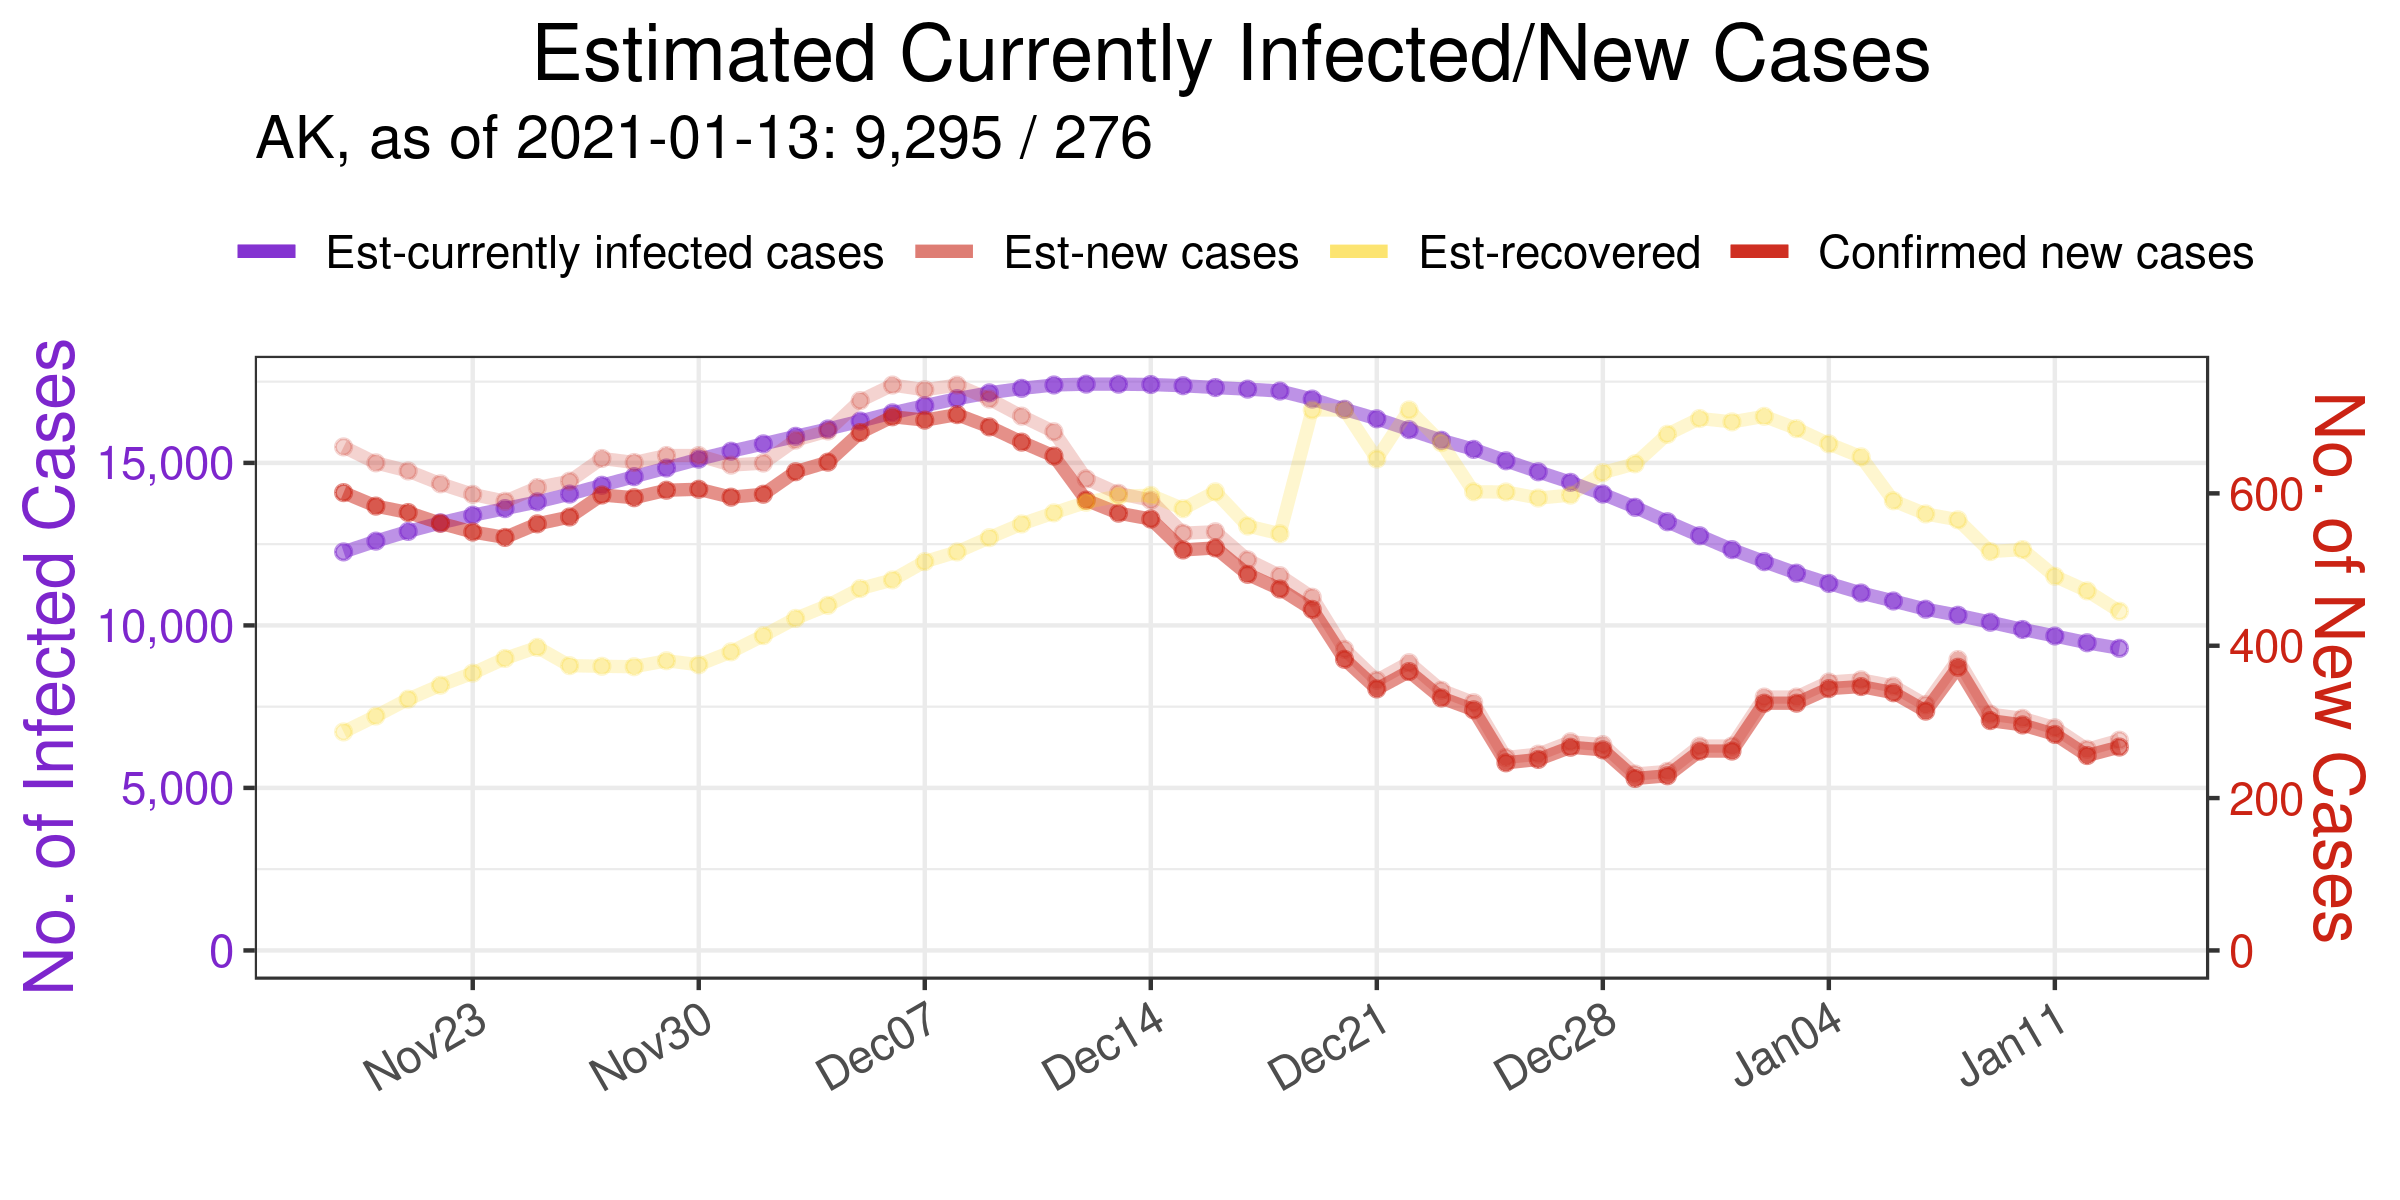 Estimated Currently Infected/New Cases
AK, as of 2021-01-13: 9,295 / 276
Est-currently infected cases Est-new cases Est-recovered Confirmed new cases
No. of Infected Cases
15,000
10,000
5,000
0
No. of New Cases
600
400
200
0
Nov23 Nov30 Dec07 Dec14 Dec21 Dec28 Jan04 Jan11